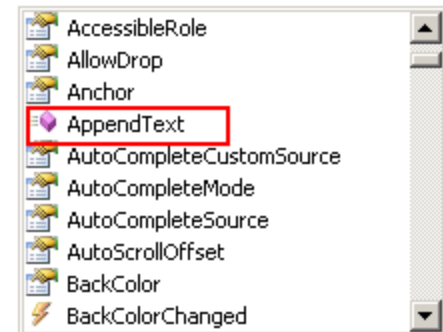 AccessibleRole
AllowDrop
Anchor
AppendText
AutoCompleteCustomSource
AutoCompleteMode
AutoCompleteSource
AutoScrollOffset
BackColor
BackColorChanged